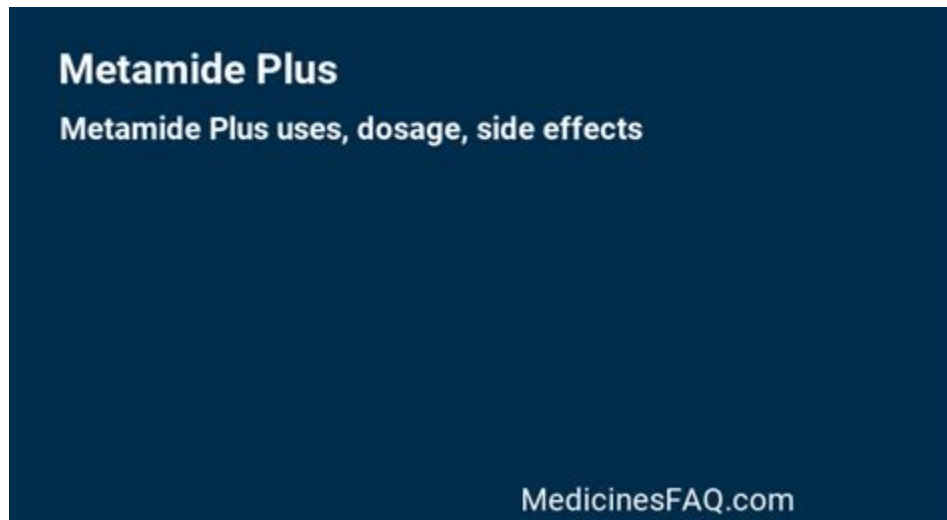 Metamide Plus
Metamide Plus uses, dosage, side effects
MedicinesFAQ.com